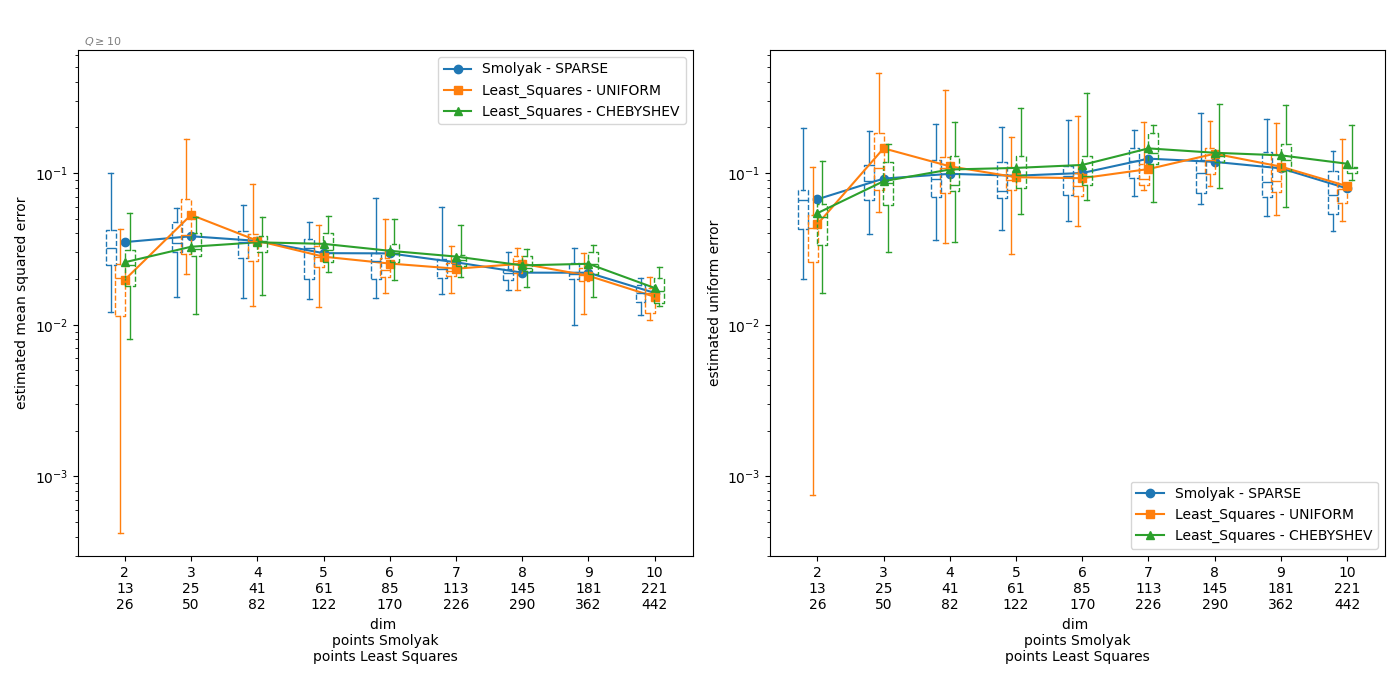 Q ≥ 10
estimated mean squared error
10⁻¹
10⁻²
10⁻³
Smolyak - SPARSE
Least_Squares - UNIFORM
Least_Squares - CHEBYSHEV
2 3 4 5 6 7 8 9 10
13 25 41 61 85 113 145 181 221
26 50 82 122 170 226 290 362 442
dim
points Smolyak
points Least Squares
estimated uniform error
10⁻¹
10⁻²
10⁻³
Smolyak - SPARSE
Least_Squares - UNIFORM
Least_Squares - CHEBYSHEV
2 3 4 5 6 7 8 9 10
13 25 41 61 85 113 145 181 221
26 50 82 122 170 226 290 362 442
dim
points Smolyak
points Least Squares